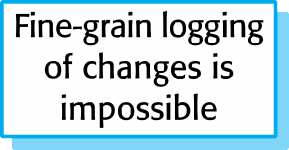 Fine-grain logging
of changes is
impossible